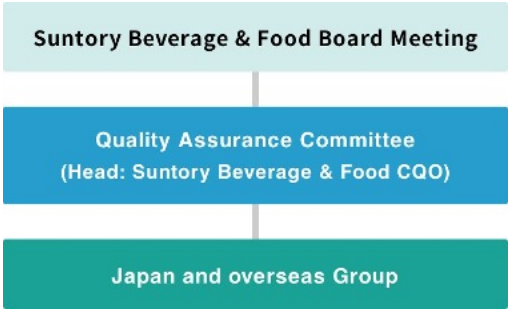 Suntory Beverage & Food Board Meeting
Quality Assurance Committee
(Head: Suntory Beverage & Food CQO)
Japan and overseas Group